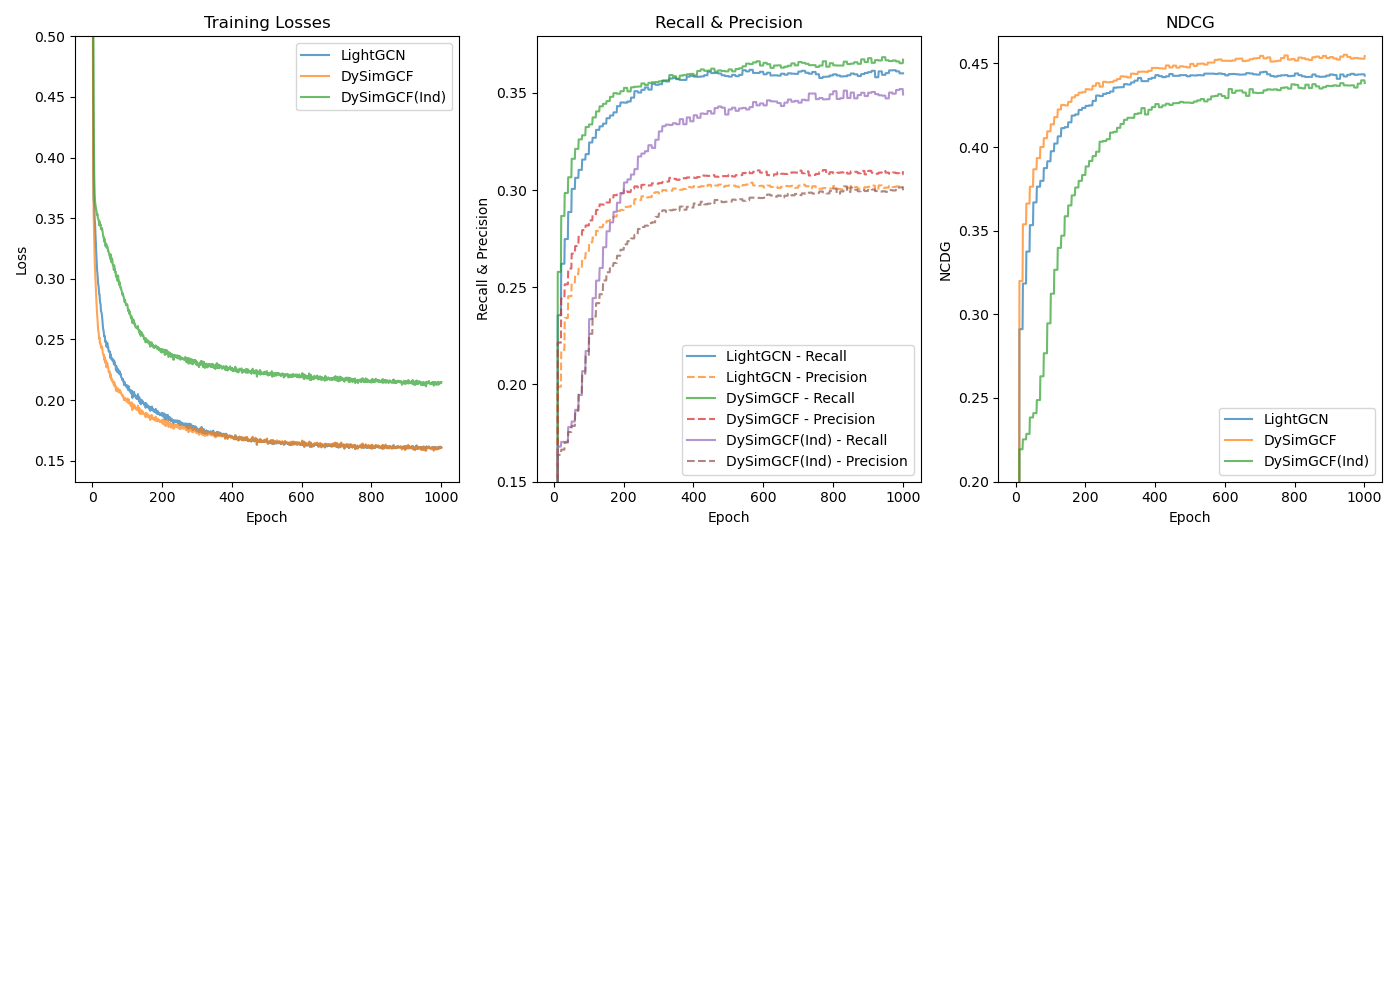 Training Losses
0.50
0.45
0.40
0.35
0.30
0.25
0.20
0.15
Loss
0 200 400 600 800 1000
Epoch
LightGCN
DySimGCF
DySimGCF(Ind)
Recall & Precision
0.35
0.30
0.25
0.20
0.15
Recall & Precision
0 200 400 600 800 1000
Epoch
LightGCN - Recall
LightGCN - Precision
DySimGCF - Recall
DySimGCF - Precision
DySimGCF(Ind) - Recall
DySimGCF(Ind) - Precision
NDCG
0.45
0.40
0.35
0.30
0.25
0.20
NCDG
0 200 400 600 800 1000
Epoch
LightGCN
DySimGCF
DySimGCF(Ind)